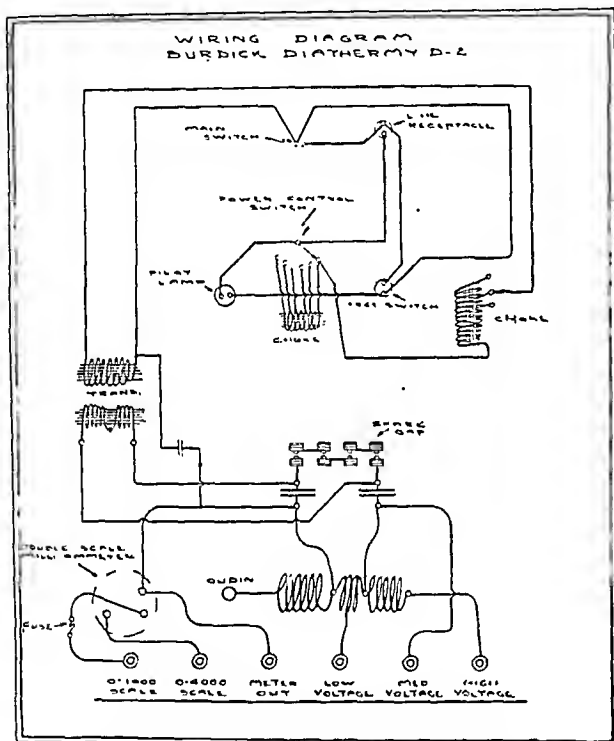 WIRING DIAGRAM
BURDICK DIATHERMY D-2
MAIN SWITCH
LINE RECEPTACLE
POWER CONTROL SWITCH
PILOT LAMP
SWITCH
CHOKE
CHOKE
TRANS.
SPARK GAP
DOUBLE SCALE MILLIAMMETER
OUDIN
FUSE
0-1000 SCALE
0-4000 SCALE
METER OUT
LOW VOLTAGE
MED VOLTAGE
HIGH VOLTAGE